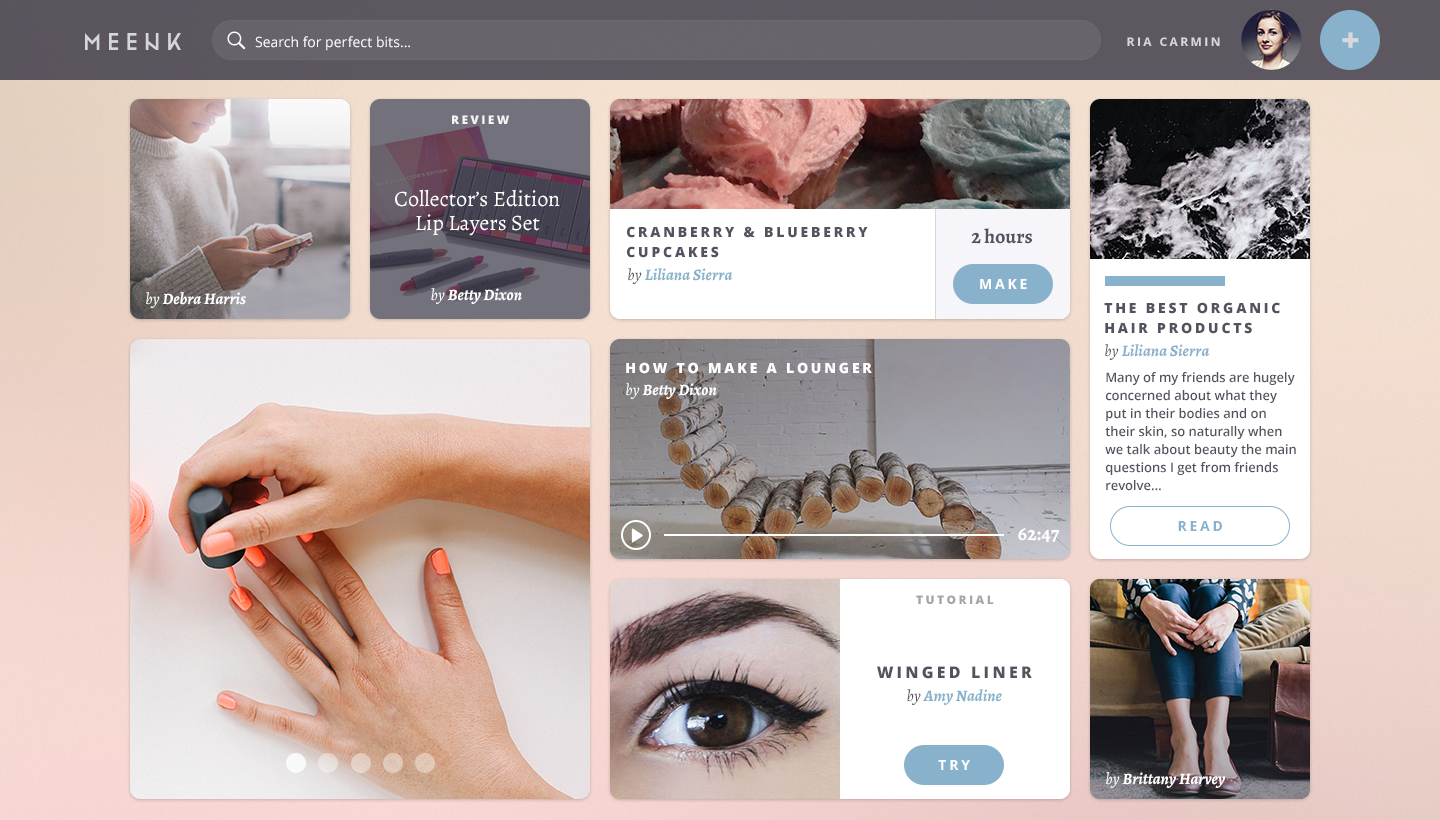 MEENK
Search for perfect bits...
RIA CARMIN
by Debra Harris
REVIEW
Collector's Edition
Lip Layers Set
by Betty Dixon
CRANBERRY & BLUEBERRY
CUPCAKES
by Liliana Sierra
2 hours
MAKE
THE BEST ORGANIC
HAIR PRODUCTS
by Liliana Sierra
Many of my friends are hugely
concerned about what they
put in their bodies and on
their skin, so naturally when
we talk about beauty the main
questions I get from friends
revolve...
READ
HOW TO MAKE A LOUNGER
by Betty Dixon
62:47
TUTORIAL
WINGED LINER
by Amy Nadine
TRY
by Brittany Harvey